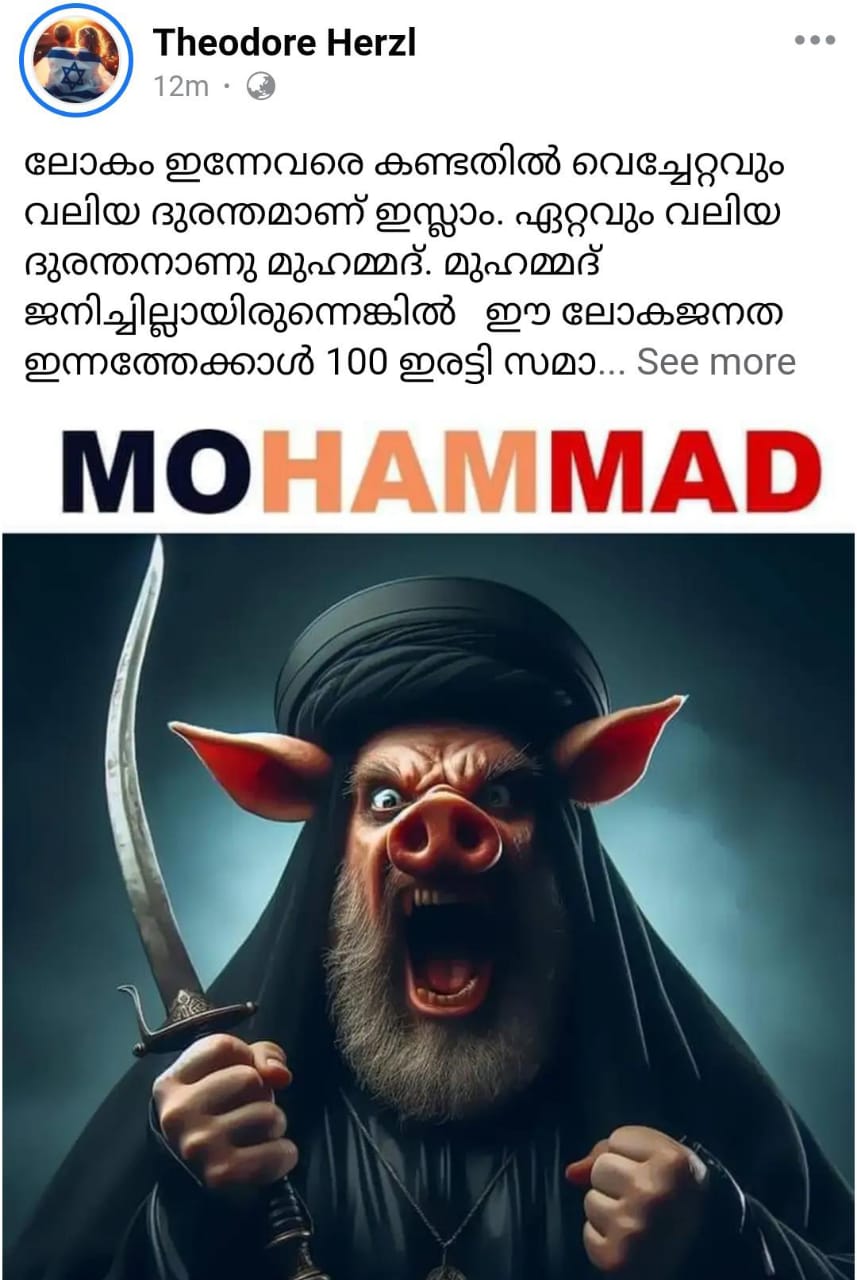 Theodore Herzl
12m ·
ലോകം ഇന്നേവരെ കണ്ടതിൽ വെച്ചേറ്റവും
വലിയ ദുരന്തമാണ് ഇസ്ലാം. ഏറ്റവും വലിയ
ദുരന്തനാണു മുഹമ്മദ്. മുഹമ്മദ്
ജനിച്ചില്ലായിരുന്നെങ്കിൽ ഈ ലോകജനത
ഇന്നത്തേക്കാൾ 100 ഇരട്ടി സമാ... See more
MOHAMMAD